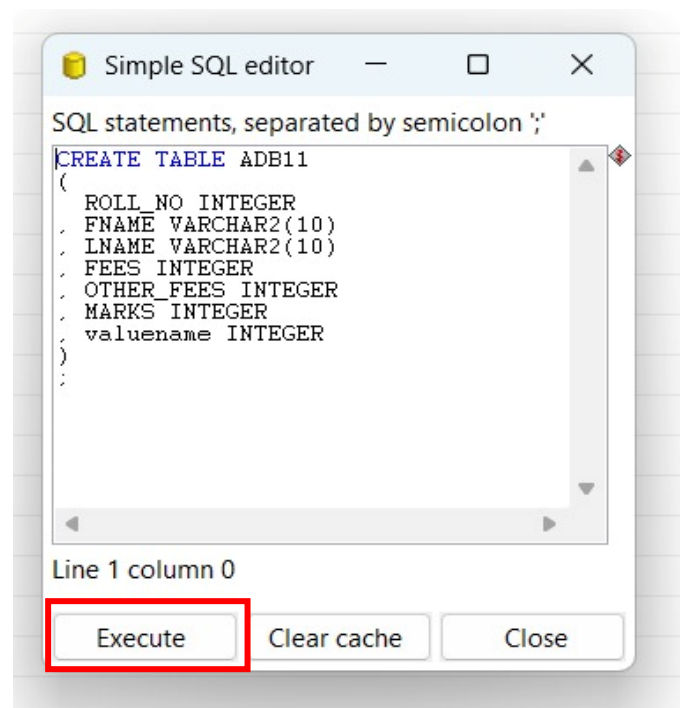 Simple SQL editor
SQL statements, separated by semicolon ';'
CREATE TABLE ADB11
(
  ROLL_NO INTEGER
, FNAME VARCHAR2(10)
, LNAME VARCHAR2(10)
, FEES INTEGER
, OTHER_FEES INTEGER
, MARKS INTEGER
, valuename INTEGER
)
;
Line 1 column 0
Execute Clear cache Close